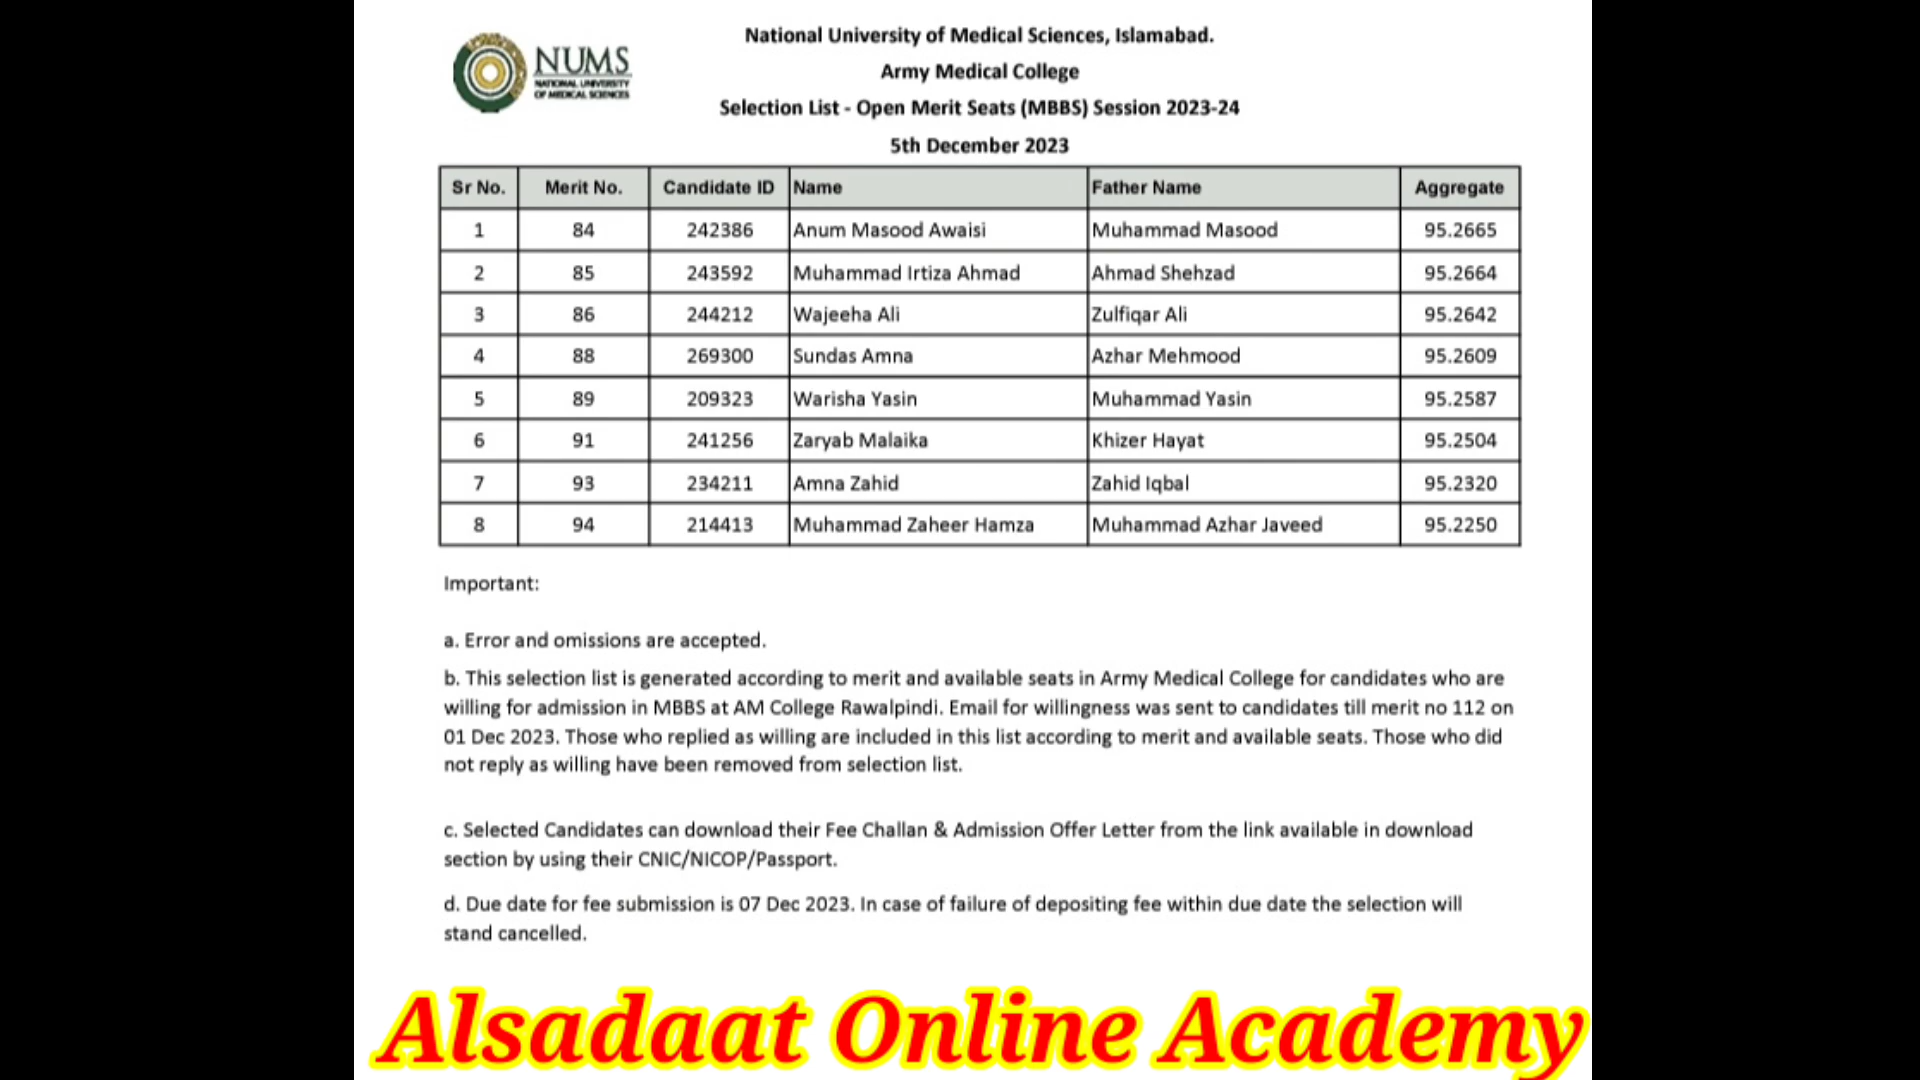 NUMS
NATIONAL UNIVERSITY
OF MEDICAL SCIENCES
National University of Medical Sciences, Islamabad.
Army Medical College
Selection List - Open Merit Seats (MBBS) Session 2023-24
5th December 2023
Sr No. Merit No. Candidate ID Name Father Name Aggregate
1 84 242386 Anum Masood Awaisi Muhammad Masood 95.2665
2 85 243592 Muhammad Irtiza Ahmad Ahmad Shehzad 95.2664
3 86 244212 Wajeeha Ali Zulfiqar Ali 95.2642
4 88 269300 Sundas Amna Azhar Mehmood 95.2609
5 89 209323 Warisha Yasin Muhammad Yasin 95.2587
6 91 241256 Zaryab Malaika Khizer Hayat 95.2504
7 93 234211 Amna Zahid Zahid Iqbal 95.2320
8 94 214413 Muhammad Zaheer Hamza Muhammad Azhar Javeed 95.2250
Important:
a. Error and omissions are accepted.
b. This selection list is generated according to merit and available seats in Army Medical College for candidates who are
willing for admission in MBBS at AM College Rawalpindi. Email for willingness was sent to candidates till merit no 112 on
01 Dec 2023. Those who replied as willing are included in this list according to merit and available seats. Those who did
not reply as willing have been removed from selection list.
c. Selected Candidates can download their Fee Challan & Admission Offer Letter from the link available in download
section by using their CNIC/NICOP/Passport.
d. Due date for fee submission is 07 Dec 2023. In case of failure of depositing fee within due date the selection will
stand cancelled.
Alsadaat Online Academy